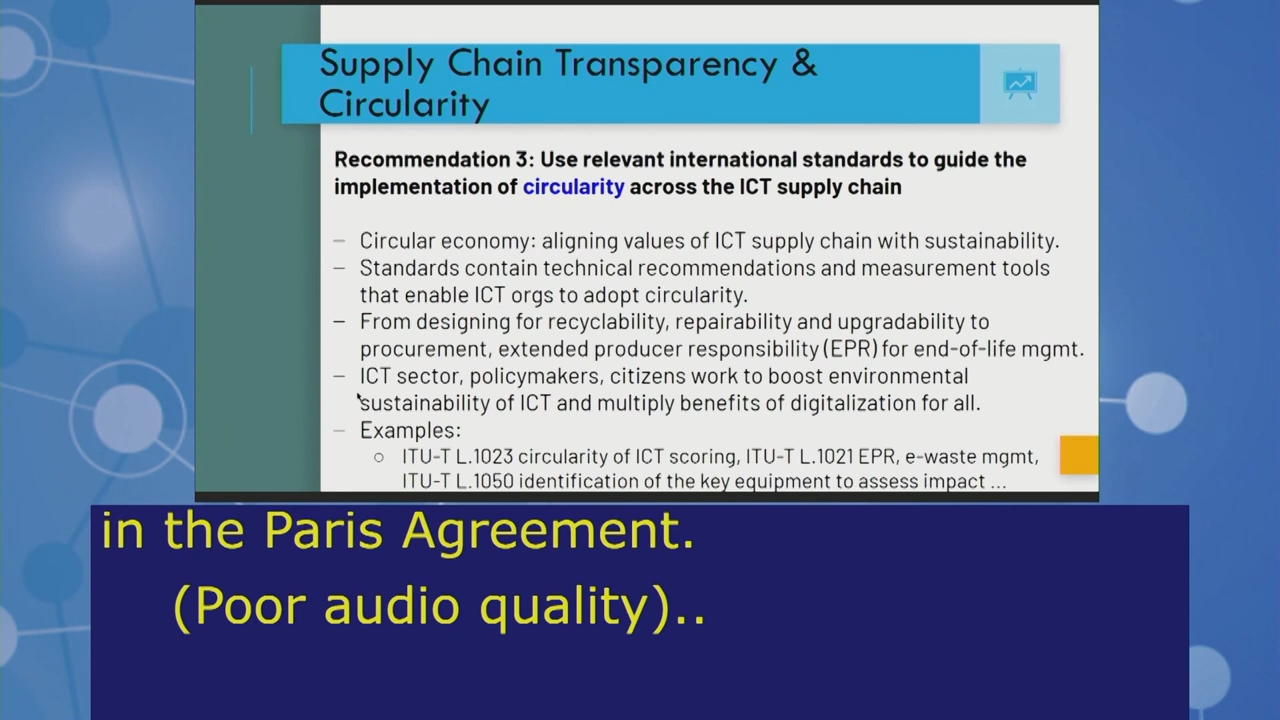 Supply Chain Transparency &
Circularity
Recommendation 3: Use relevant international standards to guide the
implementation of circularity across the ICT supply chain
– Circular economy: aligning values of ICT supply chain with sustainability.
– Standards contain technical recommendations and measurement tools
that enable ICT orgs to adopt circularity.
– From designing for recyclability, repairability and upgradability to
procurement, extended producer responsibility (EPR) for end-of-life mgmt.
– ICT sector, policymakers, citizens work to boost environmental
sustainability of ICT and multiply benefits of digitalization for all.
– Examples:
○ ITU-T L.1023 circularity of ICT scoring, ITU-T L.1021 EPR, e-waste mgmt,
ITU-T L.1050 identification of the key equipment to assess impact ...
in the Paris Agreement.
(Poor audio quality)..